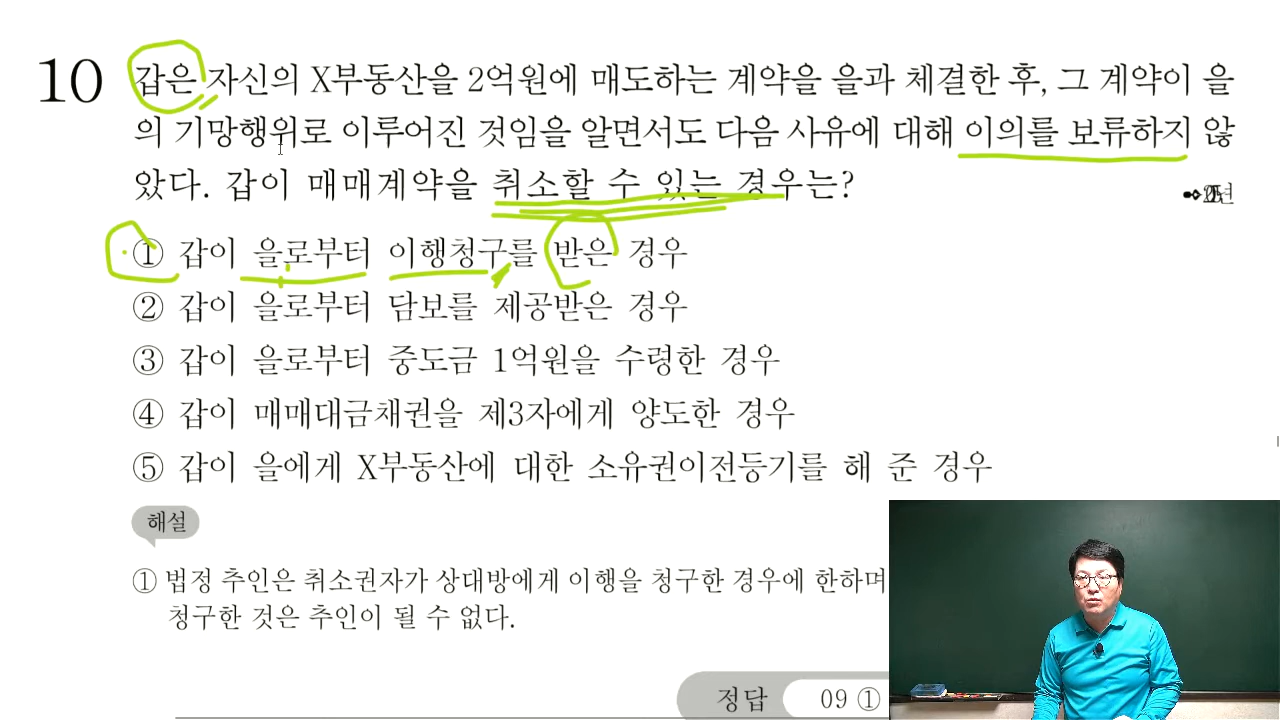 10 갑은 자신의 X부동산을 2억원에 매도하는 계약을 을과 체결한 후, 그 계약이 을
의 기망행위로 이루어진 것임을 알면서도 다음 사유에 대해 이의를 보류하지 않
았다. 갑이 매매계약을 취소할 수 있는 경우는?
① 갑이 을로부터 이행청구를 받은 경우
② 갑이 을로부터 담보를 제공받은 경우
③ 갑이 을로부터 중도금 1억원을 수령한 경우
④ 갑이 매매대금채권을 제3자에게 양도한 경우
⑤ 갑이 을에게 X부동산에 대한 소유권이전등기를 해 준 경우
해설
① 법정 추인은 취소권자가 상대방에게 이행을 청구한 경우에 한하며
청구한 것은 추인이 될 수 없다.
정답 09 ①